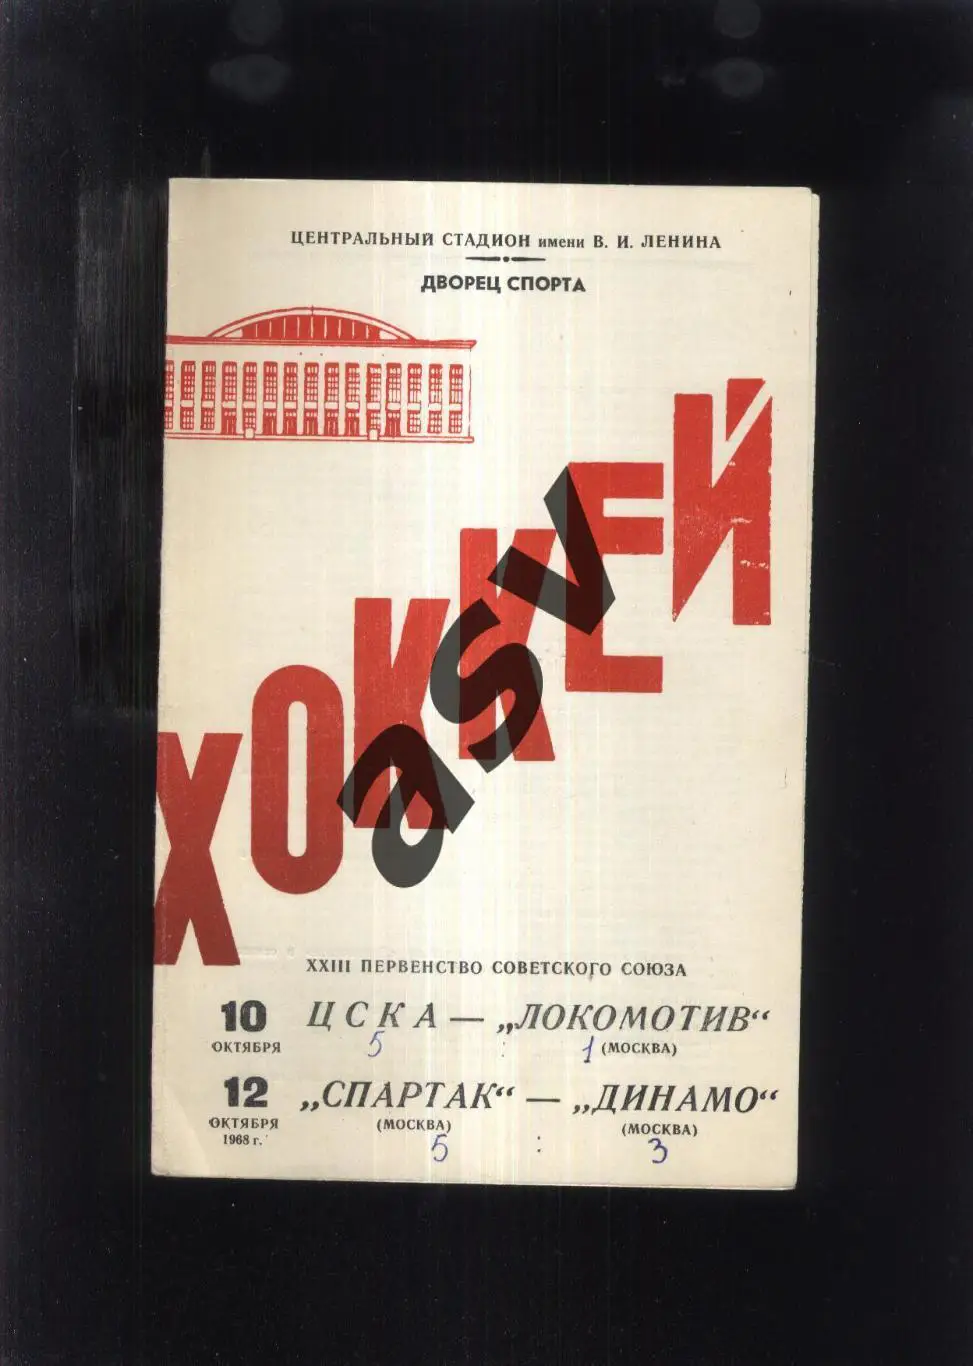 ЦЕНТРАЛЬНЫЙ СТАДИОН имени В. И. ЛЕНИНА
ДВОРЕЦ СПОРТА
ХОККЕЙ
asv
XXIII ПЕРВЕНСТВО СОВЕТСКОГО СОЮЗА
10 ЦСКА — „ЛОКОМОТИВ“
ОКТЯБРЯ 5 : 1 (МОСКВА)
12 „СПАРТАК“ — „ДИНАМО“
ОКТЯБРЯ (МОСКВА) (МОСКВА)
1968 г. 5 : 3